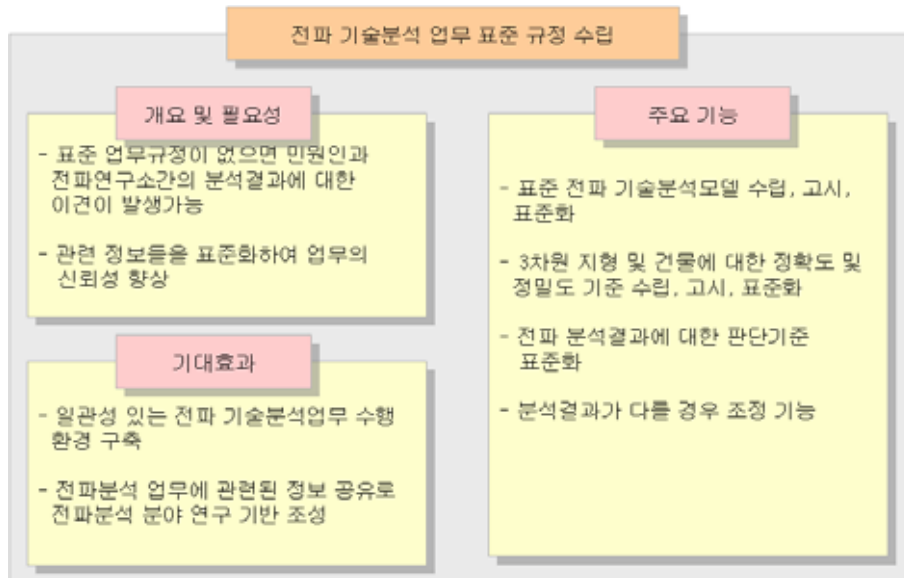 전파 기술분석 업무 표준 규정 수립
개요 및 필요성
- 표준 업무규정이 없으면 민원인과
전파연구소간의 분석결과에 대한
이견이 발생가능
- 관련 정보들을 표준화하여 업무의
신뢰성 향상
기대효과
- 일관성 있는 전파 기술분석업무 수행
환경 구축
- 전파분석 업무에 관련된 정보 공유로
전파분석 분야 연구 기반 조성
주요 기능
- 표준 전파 기술분석모델 수립, 고시,
표준화
- 3차원 지형 및 건물에 대한 정확도 및
정밀도 기준 수립, 고시, 표준화
- 전파 분석결과에 대한 판단기준
표준화
- 분석결과가 다를 경우 조정 기능